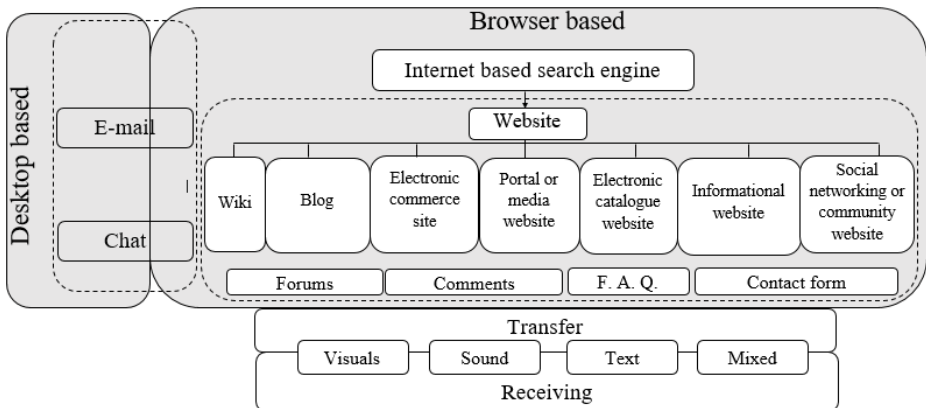 Browser based
Desktop based
Internet based search engine
Website
E-mail
Chat
Wiki
Blog
Electronic
commerce
site
Portal or
media
website
Electronic
catalogue
website
Informational
website
Social
networking or
community
website
Forums
Comments
F. A. Q.
Contact form
Transfer
Visuals
Sound
Text
Mixed
Receiving